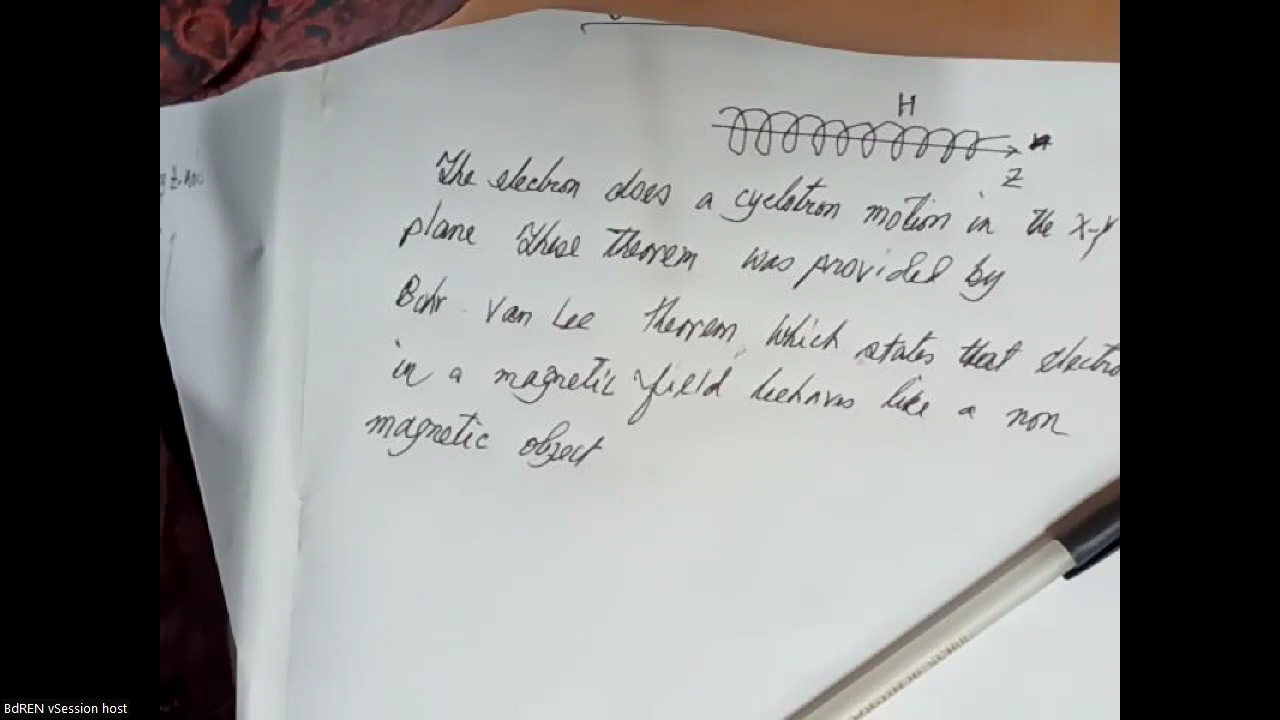 H
Z
The electron does a cyclotron motion in the X-Y
plane These theorem was provided by
Bohr Van Lee theorem, which states that electro
in a magnetic field behaves like a non
magnetic object
BdREN vSession host